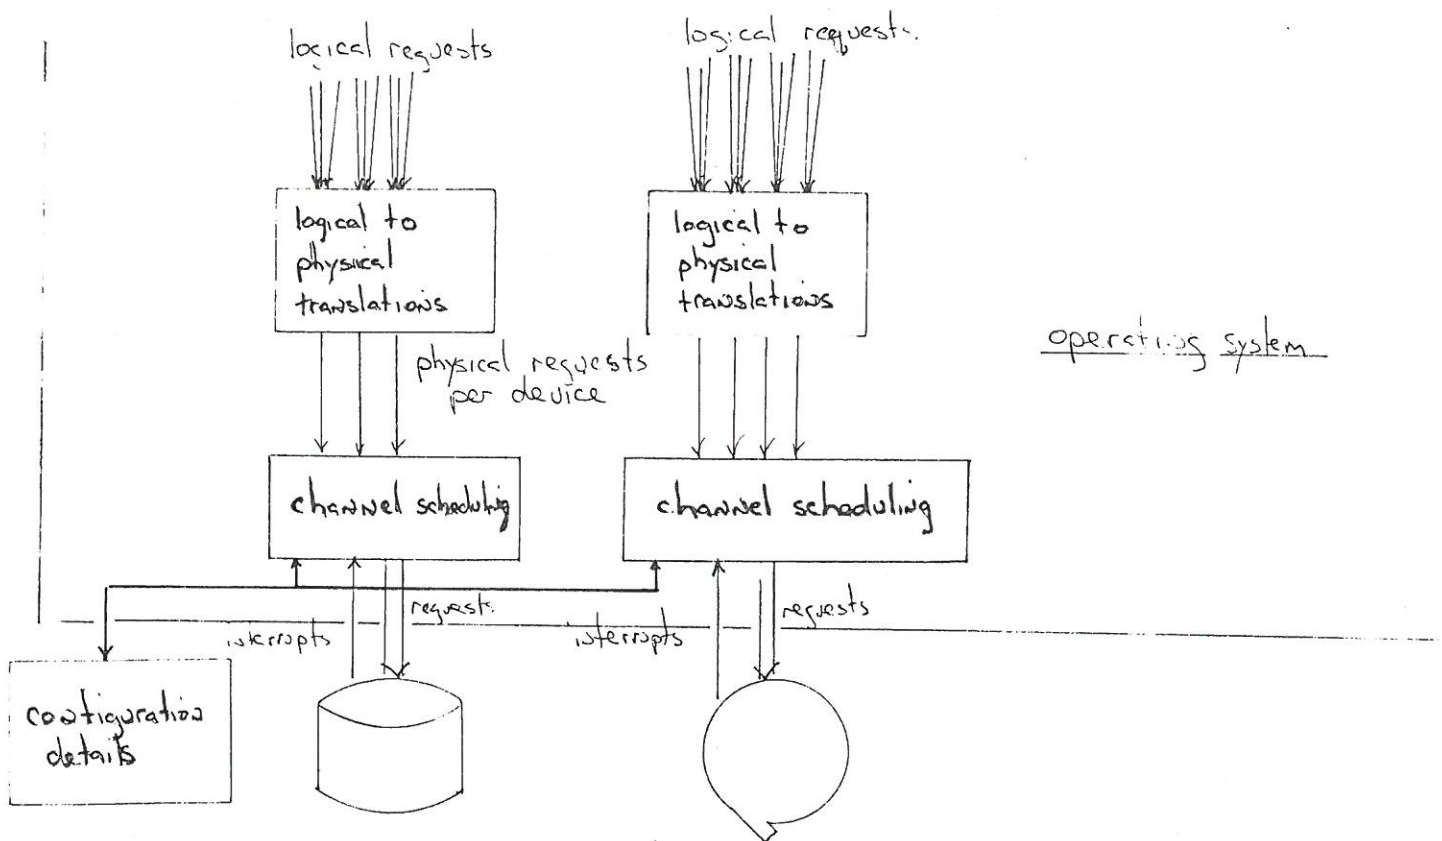 logical requests
logical requests
logical to
physical
translations
logical to
physical
translations
operating system
physical requests
per device
channel scheduling
channel scheduling
requests
requests
interrupts
interrupts
configuration
details